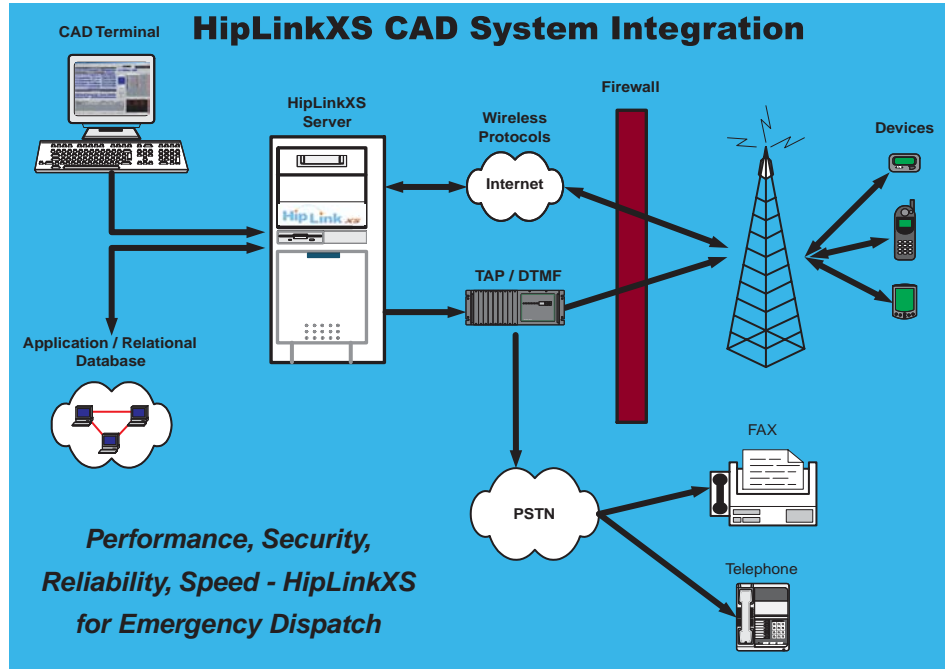 HipLinkXS CAD System Integration
CAD Terminal
HipLinkXS
Server
Wireless
Protocols
Firewall
Devices
Internet
HipLink XS
TAP / DTMF
Application / Relational
Database
FAX
PSTN
Performance, Security,
Reliability, Speed - HipLinkXS
for Emergency Dispatch
Telephone